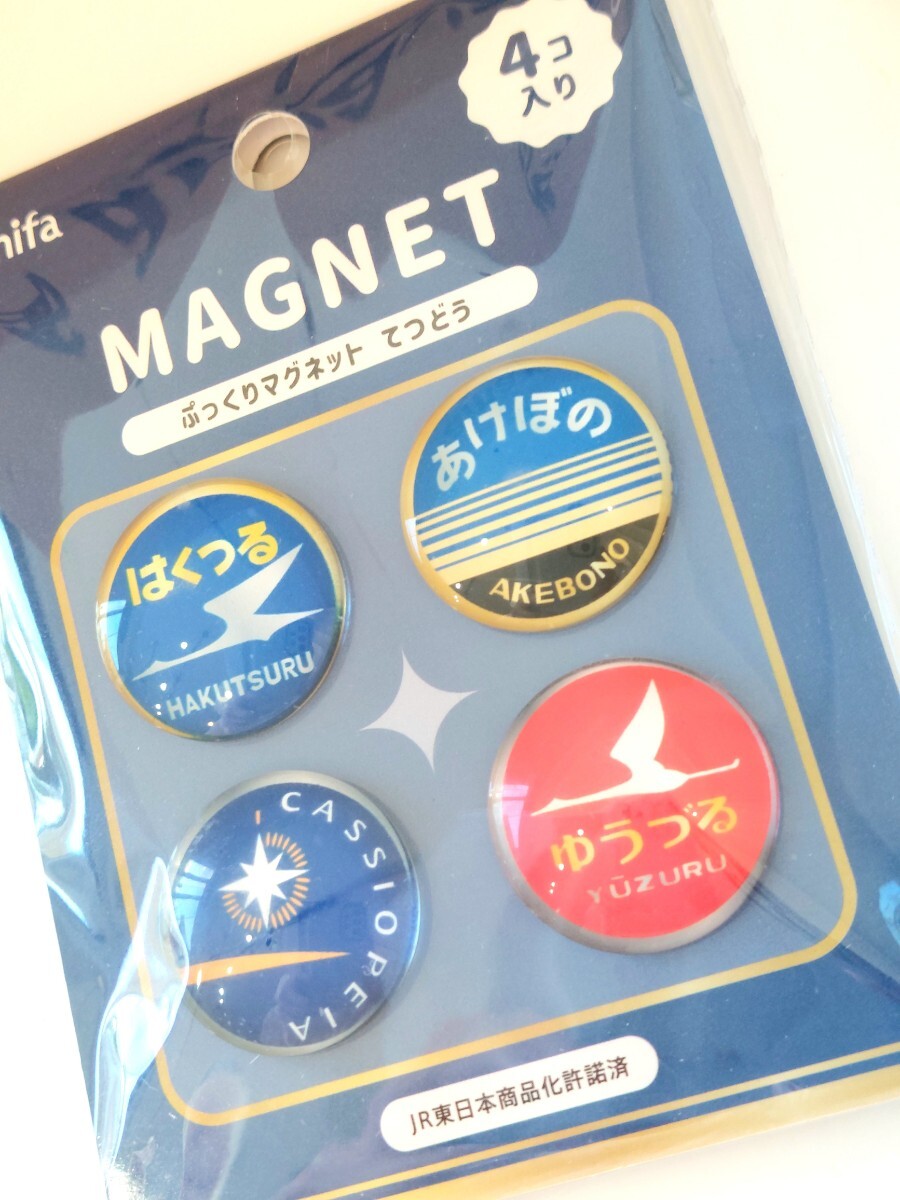 4コ
入り
nifa
MAGNET
ぷっくりマグネット てつどう
あけぼの
AKEBONO
はくつる
HAKUTSURU
ゆうづる
YŪZURU
CASSIOPEIA
JR東日本商品化許諾済